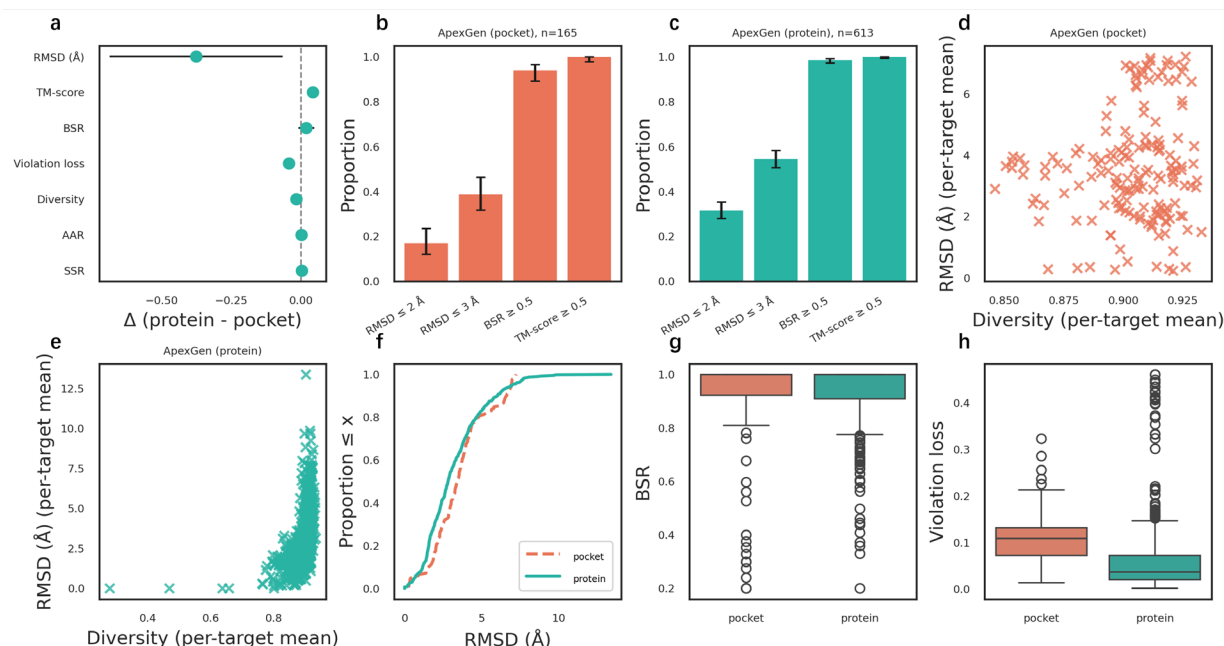 a
RMSD (Å)
TM-score
BSR
Violation loss
Diversity
AAR
SSR
−0.50
−0.25
0.00
Δ (protein - pocket)
b
ApexGen (pocket), n=165
Proportion
1.0
0.8
0.6
0.4
0.2
0.0
RMSD ≤ 2 Å
RMSD ≤ 3 Å
BSR ≥ 0.5
TM-score ≥ 0.5
c
ApexGen (protein), n=613
Proportion
1.0
0.8
0.6
0.4
0.2
0.0
RMSD ≤ 2 Å
RMSD ≤ 3 Å
BSR ≥ 0.5
TM-score ≥ 0.5
d
ApexGen (pocket)
RMSD (Å) (per-target mean)
6
4
2
0
0.850
0.875
0.900
0.925
Diversity (per-target mean)
e
ApexGen (protein)
RMSD (Å) (per-target mean)
12.5
10.0
7.5
5.0
2.5
0.0
0.4
0.6
0.8
Diversity (per-target mean)
f
Proportion ≤ x
1.0
0.8
0.6
0.4
0.2
0.0
pocket
protein
0
5
10
RMSD (Å)
g
BSR
1.0
0.8
0.6
0.4
0.2
pocket
protein
h
Violation loss
0.4
0.3
0.2
0.1
0.0
pocket
protein